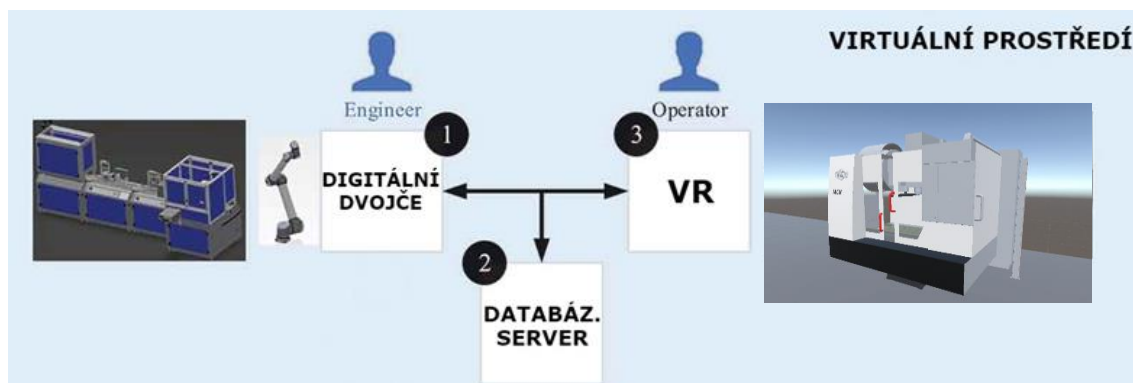 VIRTUÁLNÍ PROSTŘEDÍ
Engineer
Operator
1
3
DIGITÁLNÍ
DVOJČE
VR
2
DATABÁZ.
SERVER